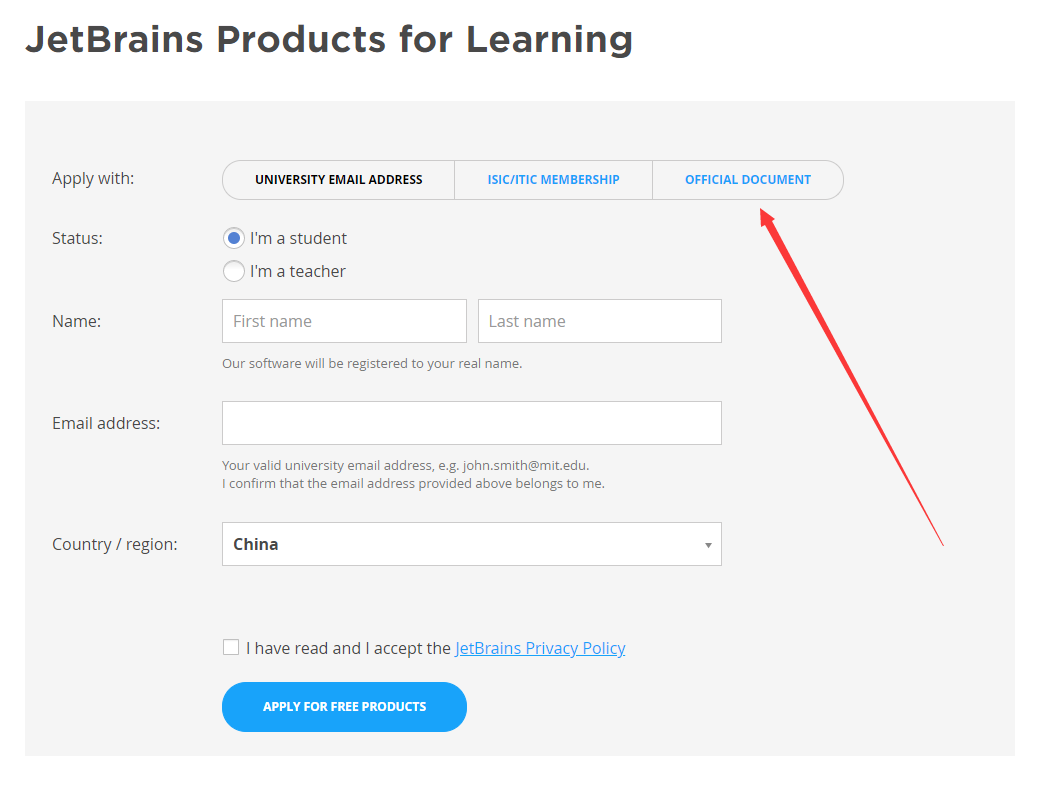 JetBrains Products for Learning
Apply with:
UNIVERSITY EMAIL ADDRESS
ISIC/ITIC MEMBERSHIP
OFFICIAL DOCUMENT
Status:
I'm a student
I'm a teacher
Name:
First name
Last name
Our software will be registered to your real name.
Email address:
Your valid university email address, e.g. john.smith@mit.edu.
I confirm that the email address provided above belongs to me.
Country / region:
China
I have read and I accept the JetBrains Privacy Policy
APPLY FOR FREE PRODUCTS